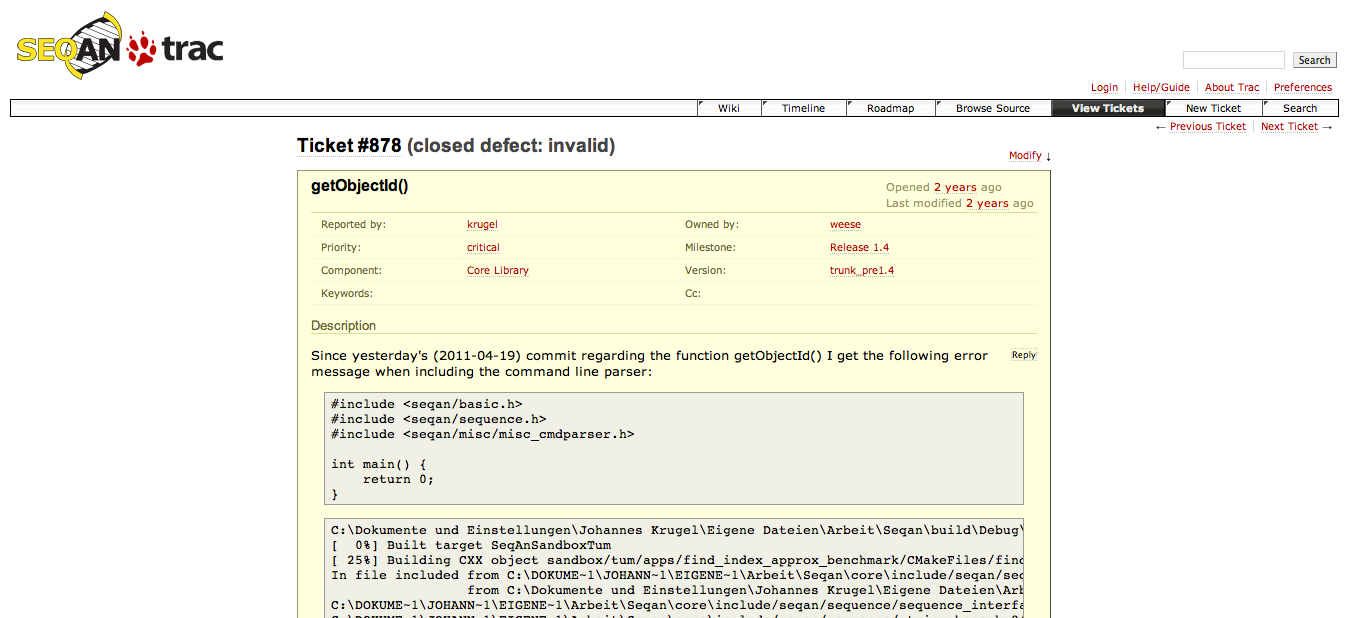 SEQAN trac
Search
Login Help/Guide About Trac Preferences
Wiki Timeline Roadmap Browse Source View Tickets New Ticket Search
← Previous Ticket Next Ticket →
Ticket #878 (closed defect: invalid)
Modify ↓
getObjectId()
Opened 2 years ago
Last modified 2 years ago
Reported by: krugel Owned by: weese
Priority: critical Milestone: Release 1.4
Component: Core Library Version: trunk_pre1.4
Keywords: Cc:
Description
Since yesterday's (2011-04-19) commit regarding the function getObjectId() I get the following error
Reply
message when including the command line parser:
#include <seqan/basic.h>
#include <seqan/sequence.h>
#include <seqan/misc/misc_cmdparser.h>
int main() {
    return 0;
}
C:\Dokumente und Einstellungen\Johannes Krugel\Eigene Dateien\Arbeit\Seqan\build\Debug\
[  0%] Built target SeqAnSandboxTum
[ 25%] Building CXX object sandbox/tum/apps/find_index_approx_benchmark/CMakeFiles/find
In file included from C:\DOKUME~1\JOHANN~1\EIGENE~1\Arbeit\Seqan\core\include/seqan/seq
                 from C:\Dokumente und Einstellungen\Johannes Krugel\Eigene Dateien\Arb
C:\DOKUME~1\JOHANN~1\EIGENE~1\Arbeit\Seqan\core\include/seqan/sequence/sequence_interfa